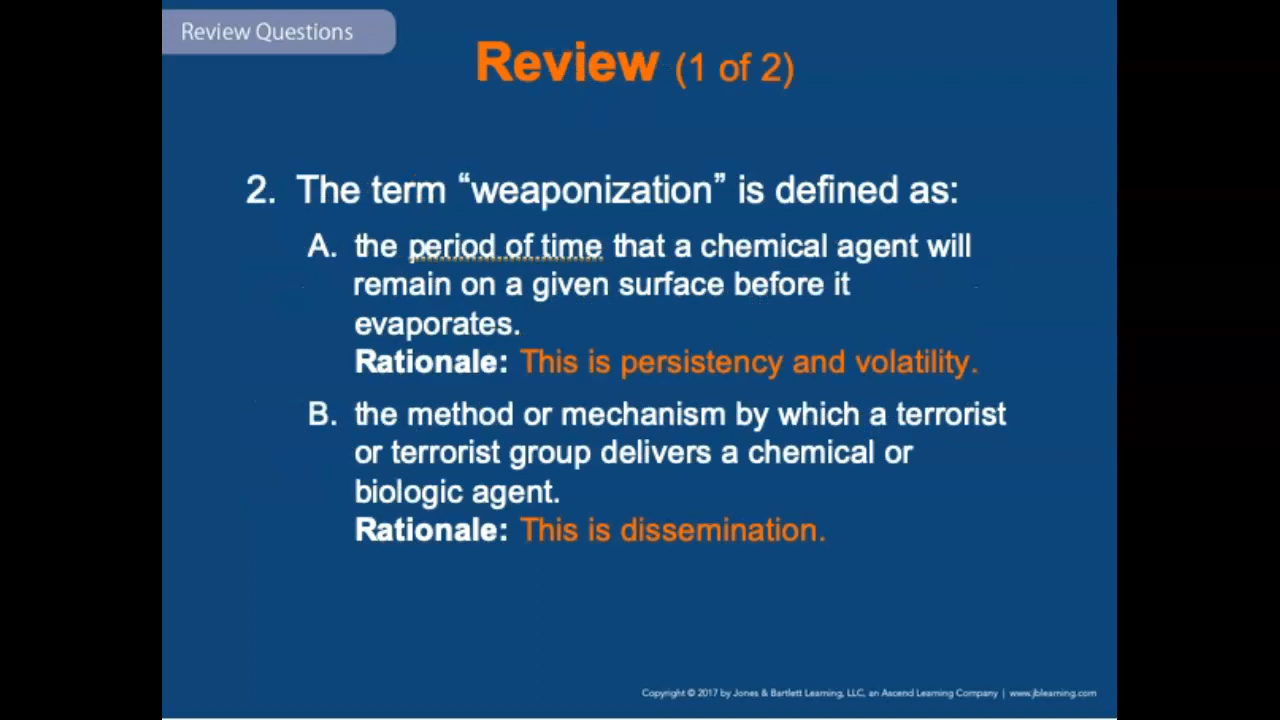 Review Questions
Review (1 of 2)
2. The term “weaponization” is defined as:
A. the period of time that a chemical agent will
remain on a given surface before it
evaporates.
Rationale: This is persistency and volatility.
B. the method or mechanism by which a terrorist
or terrorist group delivers a chemical or
biologic agent.
Rationale: This is dissemination.
Copyright © 2017 by Jones & Bartlett Learning, LLC, an Ascend Learning Company | www.jblearning.com